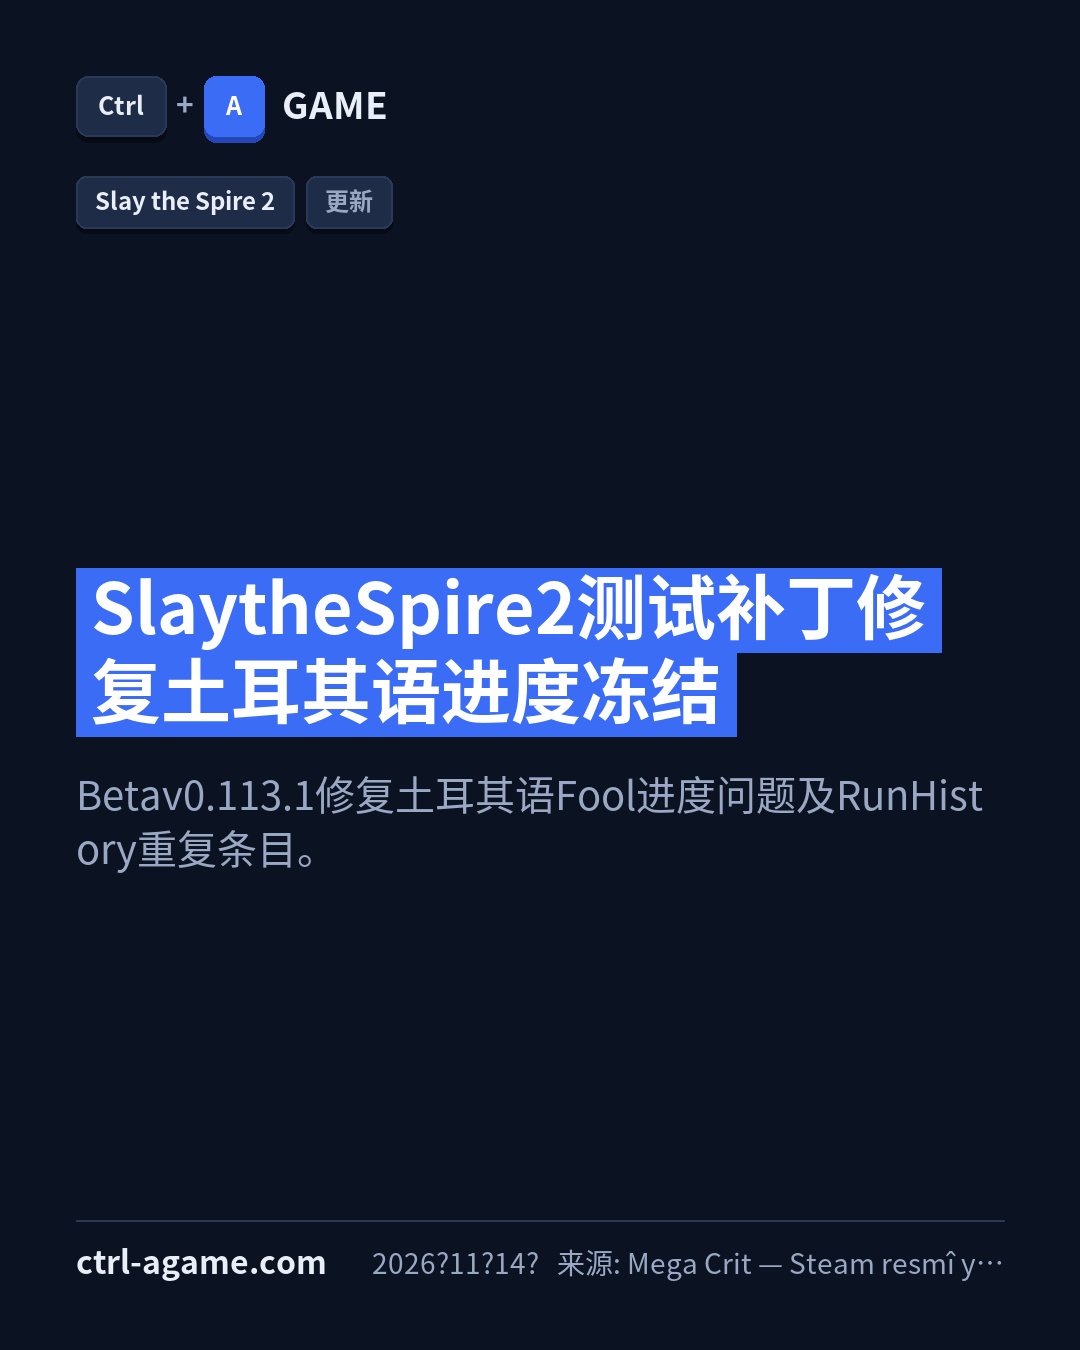 Ctrl + A GAME
Slay the Spire 2 更新
SlaytheSpire2测试补丁修
复土耳其语进度冻结
Betav0.113.1修复土耳其语Fool进度问题及RunHist
ory重复条目。
ctrl-agame.com 2026?11?14? 来源: Mega Crit — Steam resmî y…